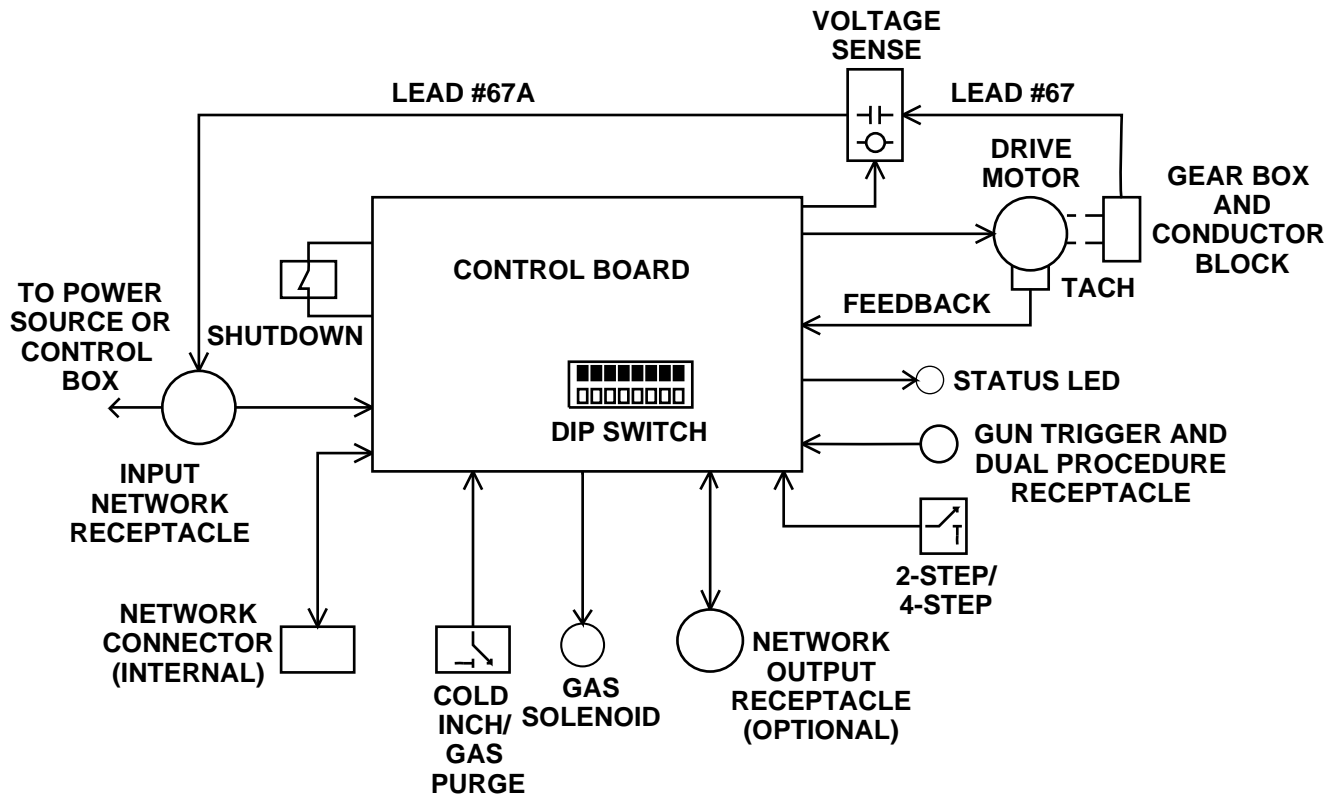 VOLTAGE
SENSE
LEAD #67A
LEAD #67
DRIVE
MOTOR
GEAR BOX
AND
CONDUCTOR
BLOCK
CONTROL BOARD
TACH
FEEDBACK
TO POWER
SOURCE OR
CONTROL
BOX
SHUTDOWN
STATUS LED
DIP SWITCH
GUN TRIGGER AND
DUAL PROCEDURE
RECEPTACLE
INPUT
NETWORK
RECEPTACLE
2-STEP/
4-STEP
NETWORK
CONNECTOR
(INTERNAL)
COLD
INCH/
GAS
PURGE
GAS
SOLENOID
NETWORK
OUTPUT
RECEPTACLE
(OPTIONAL)